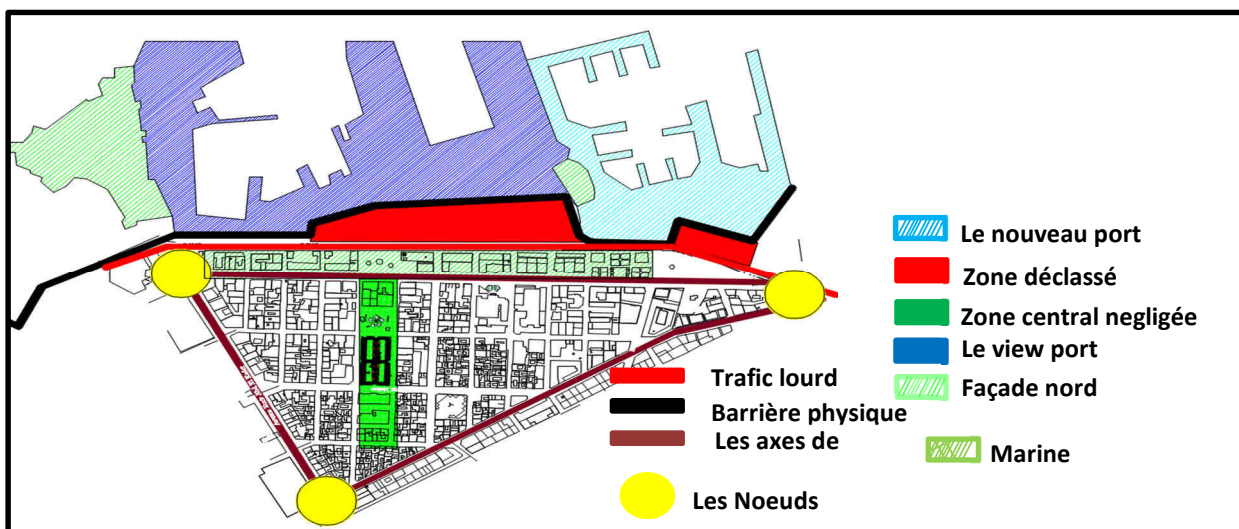 Le nouveau port
Zone déclassé
Zone central negligée
Le view port
Façade nord
Marine
Trafic lourd
Barrière physique
Les axes de
Les Noeuds